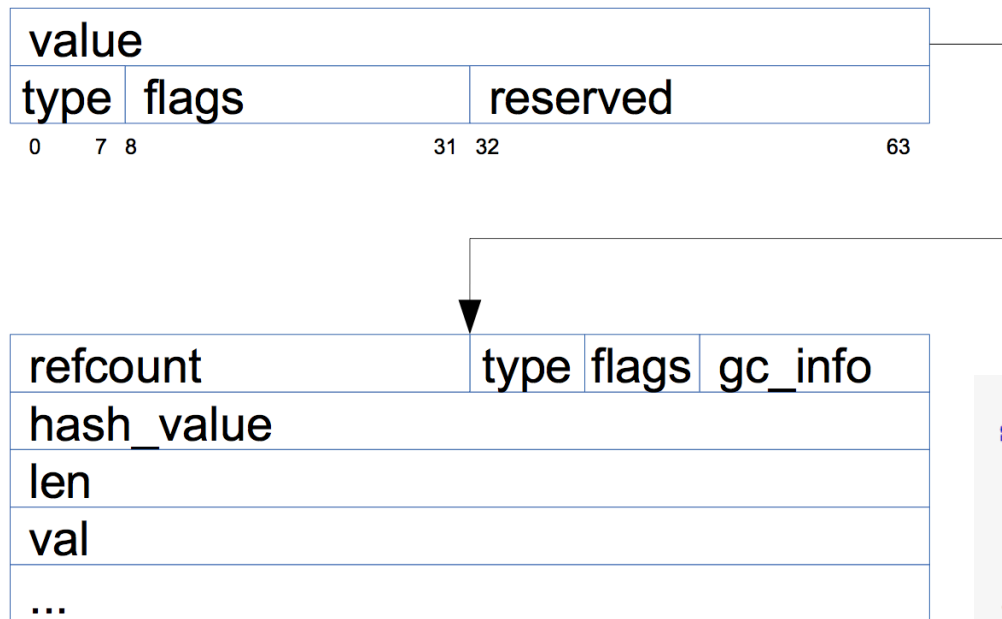 value
type flags reserved
0 7 8 31 32 63
refcount type flags gc_info
hash_value
len
val
...